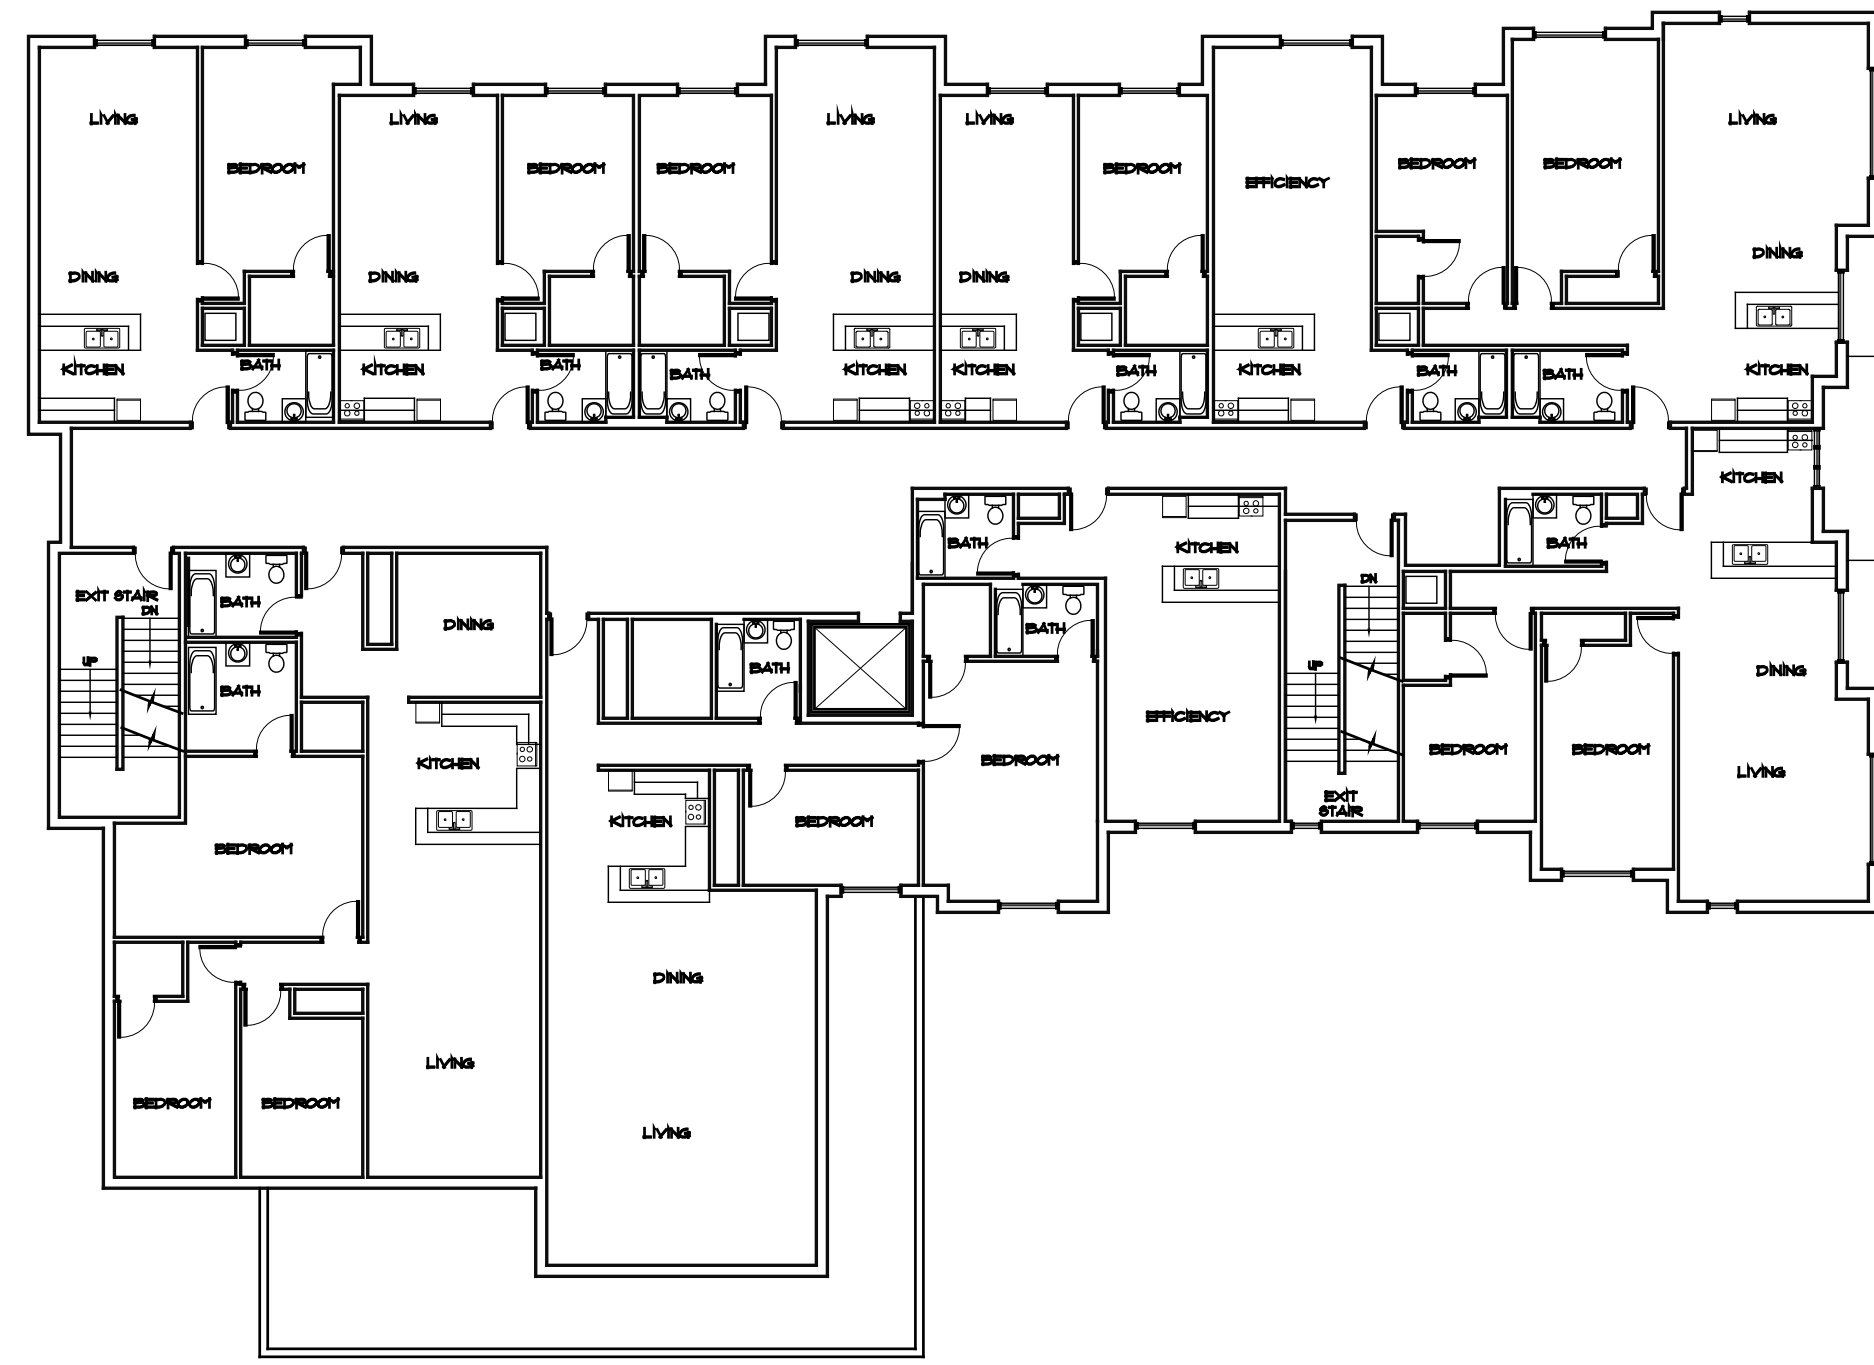 LIVING
LIVING
LIVING
LIVING
LIVING
BEDROOM
BEDROOM
BEDROOM
BEDROOM
BEDROOM
BEDROOM
EFFICIENCY
DINING
DINING
DINING
DINING
DINING
KITCHEN
BATH
KITCHEN
BATH
BATH
KITCHEN
KITCHEN
BATH
KITCHEN
BATH
BATH
KITCHEN
KITCHEN
BATH
KITCHEN
BATH
EXIT STAIR
DN
UP
BATH
DINING
BATH
BATH
BATH
DN
UP
DINING
EFFICIENCY
BEDROOM
BEDROOM
BEDROOM
LIVING
KITCHEN
KITCHEN
BEDROOM
EXIT
STAIR
BEDROOM
DINING
LIVING
BEDROOM
BEDROOM
LIVING